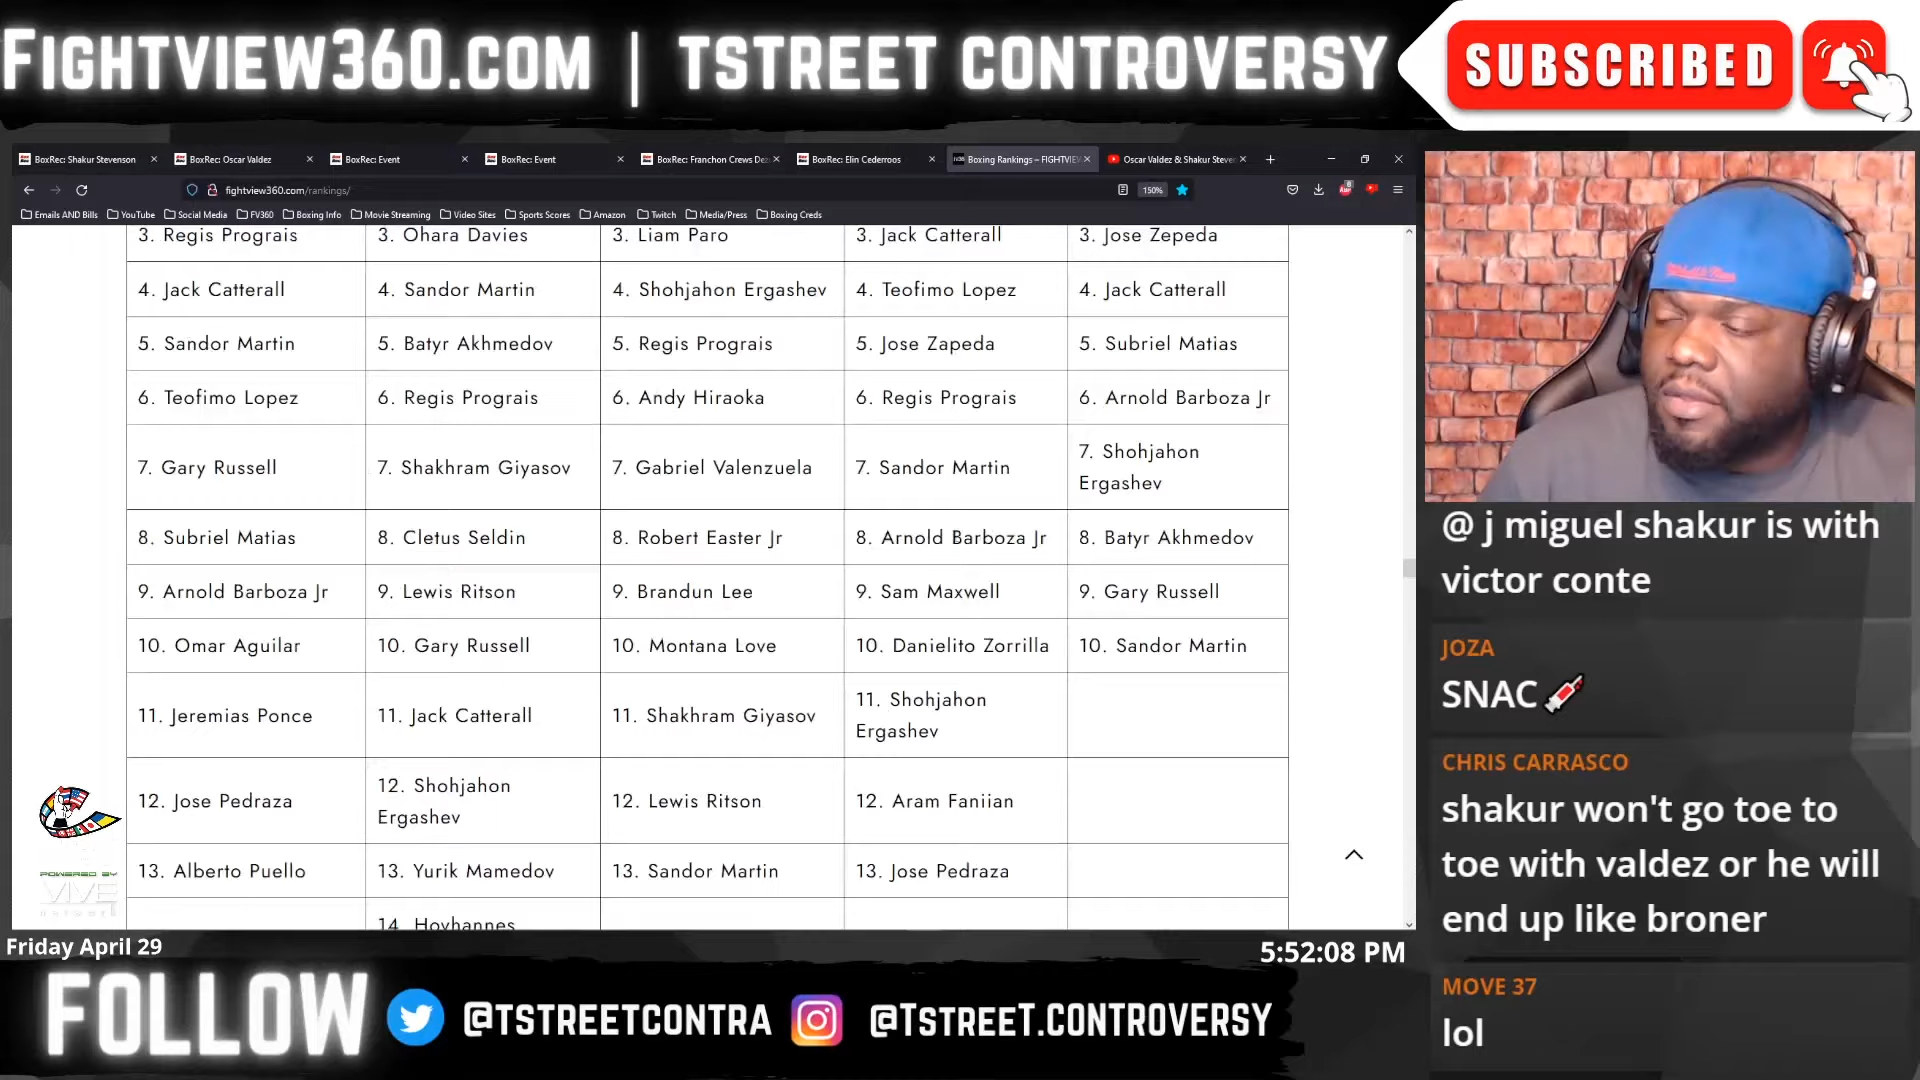 FIGHTVIEW360.COM | TSTREET CONTROVERSY
SUBSCRIBED
BoxRec: Shakur Stevenson
BoxRec: Oscar Valdez
BoxRec: Event
BoxRec: Event
BoxRec: Franchon Crews Dez
BoxRec: Elin Cederroos
Boxing Rankings – FIGHTVIEW
Oscar Valdez & Shakur Steve
fightview360.com/rankings/
150%
Emails AND Bills
YouTube
Social Media
FV360
Boxing Info
Movie Streaming
Video Sites
Sports Scores
Amazon
Twitch
Media/Press
Boxing Creds
3. Regis Prograis
3. Ohara Davies
3. Liam Paro
3. Jack Catterall
3. Jose Zepeda
4. Jack Catterall
4. Sandor Martin
4. Shohjahon Ergashev
4. Teofimo Lopez
4. Jack Catterall
5. Sandor Martin
5. Batyr Akhmedov
5. Regis Prograis
5. Jose Zapeda
5. Subriel Matias
6. Teofimo Lopez
6. Regis Prograis
6. Andy Hiraoka
6. Regis Prograis
6. Arnold Barboza Jr
7. Gary Russell
7. Shakhram Giyasov
7. Gabriel Valenzuela
7. Sandor Martin
7. Shohjahon
Ergashev
8. Subriel Matias
8. Cletus Seldin
8. Robert Easter Jr
8. Arnold Barboza Jr
8. Batyr Akhmedov
9. Arnold Barboza Jr
9. Lewis Ritson
9. Brandun Lee
9. Sam Maxwell
9. Gary Russell
10. Omar Aguilar
10. Gary Russell
10. Montana Love
10. Danielito Zorrilla
10. Sandor Martin
11. Jeremias Ponce
11. Jack Catterall
11. Shakhram Giyasov
11. Shohjahon
Ergashev
12. Jose Pedraza
12. Shohjahon
Ergashev
12. Lewis Ritson
12. Aram Faniian
13. Alberto Puello
13. Yurik Mamedov
13. Sandor Martin
13. Jose Pedraza
14. Hovhannes
POWERED BY
VIVE
@ j miguel shakur is with
victor conte
JOZA
SNAC
CHRIS CARRASCO
shakur won't go toe to
toe with valdez or he will
end up like broner
MOVE 37
lol
Friday April 29
5:52:08 PM
FOLLOW
@TSTREETCONTRA
@TSTREET.CONTROVERSY